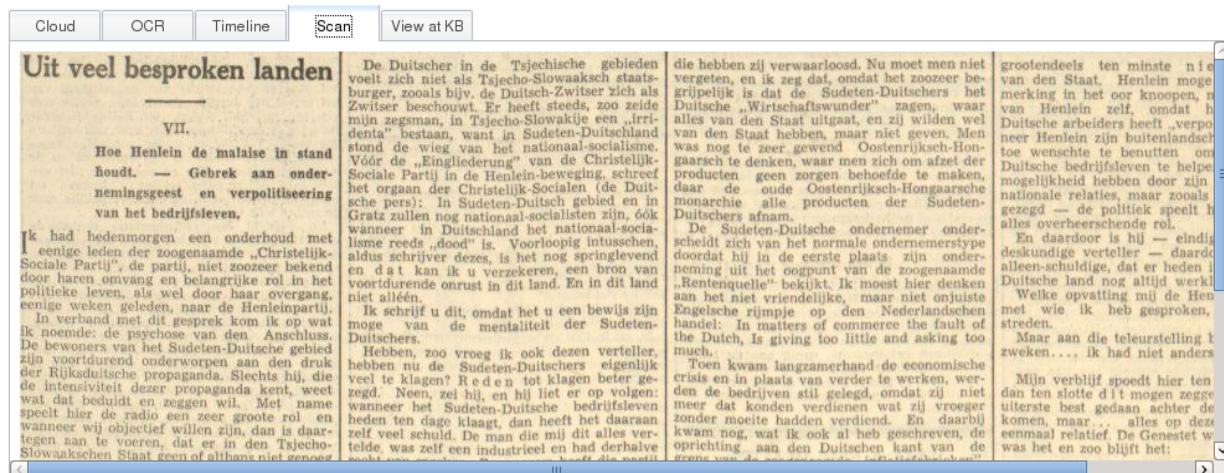 Cloud
OCR
Timeline
Scan
View at KB
Uit veel besproken landen
VII.
Hoe Henlein de malaise in stand
houdt. — Gebrek aan onder-
nemingsgeest en verpolitiseering
van het bedrijfsleven.
Ik had hedenmorgen een onderhoud met
eenige leden der zoogenaamde „Christelijk-
Sociale Partij", de partij, niet zoozeer bekend
door haren omvang en belangrijke rol in het
politieke leven, als wel door haar overgang,
eenige weken geleden, naar de Henleinpartij.
In verband met dit gesprek kom ik op wat
ik noemde: de psychose van den Anschluss.
De bewoners van het Sudeten-Duitsche gebied
zijn voortdurend onderworpen aan den druk
der Rijksduitsche propaganda. Slechts hij, die
de intensiviteit dezer propaganda kent, weet
wat dat beduidt en zeggen wil. Met name
speelt hier de radio een zeer groote rol en
wanneer wij objectief willen zijn, dan is daar-
tegen aan te voeren, dat er in den Tsjecho-
Slowaakschen Staat geen of althans niet genoeg
De Duitscher in de Tsjechische gebieden
voelt zich niet als Tsjecho-Slowaaksch staats-
burger, zooals bijv. de Duitsch-Zwitser zich als
Zwitser beschouwt. Er heeft steeds, zoo zeide
mijn zegsman, in Tsjecho-Slowakije een „irri-
denta" bestaan, want in Sudeten-Duitschland
stond de wieg van het nationaal-socialisme.
Vóór de „Eingliederung" van de Christelijk-
Sociale Partij in de Henlein-beweging, schreef
het orgaan der Christelijk-Socialen (de Duit-
sche pers): In Sudeten-Duitsch gebied en in
Gratz zullen nog nationaal-socialisten zijn, óók
wanneer in Duitschland het nationaal-socia-
lisme reeds „dood" is. Voorloopig intusschen,
aldus schrijver dezes, is het nog springlevend
en dat kan ik u verzekeren, een bron van
voortdurende onrust in dit land. En in dit land
niet alléén.
Ik schrijf u dit, omdat het u een bewijs zijn
moge van de mentaliteit der Sudeten-
Duitschers.
Hebben, zoo vroeg ik ook dezen verteller,
hebben nu de Sudeten-Duitschers eigenlijk
veel te klagen? Reden tot klagen beter ge-
zegd. Neen, zei hij, en hij liet er op volgen:
wanneer het Sudeten-Duitsche bedrijfsleven
heden ten dage klaagt, dan heeft het daaraan
zelf veel schuld. De man die mij dit alles ver-
telde, was zelf een industrieel en had derhalve
die hebben zij verwaarloosd. Nu moet men niet
vergeten, en ik zeg dat, omdat het zoozeer be-
grijpelijk is dat de Sudeten-Duitschers het
Duitsche „Wirtschaftswunder" zagen, waar
alles van den Staat uitgaat, en zij wilden wel
van den Staat hebben, maar niet geven. Men
was nog te zeer gewend Oostenrijksch-Hon-
gaarsch te denken, waar men zich om afzet der
producten geen zorgen behoefde te maken,
daar de oude Oostenrijksch-Hongaarsche
monarchie alle producten der Sudeten-
Duitschers afnam.
De Sudeten-Duitsche ondernemer onder-
scheidt zich van het normale ondernemerstype
doordat hij in de eerste plaats zijn onder-
neming uit het oogpunt van de zoogenaamde
„Rentenquelle" bekijkt. Ik moest hier denken
aan het niet vriendelijke, maar niet onjuiste
Engelsche rijmpje op den Nederlandschen
handel: In matters of commerce the fault of
the Dutch, Is giving too little and asking too
much.
Toen kwam langzamerhand de economische
crisis en in plaats van verder te werken, wer-
den de bedrijven stil gelegd, omdat zij niet
meer dat konden verdienen wat zij vroeger
zonder moeite hadden verdiend. En daarbij
kwam nog, wat ik ook al heb geschreven, de
oprichting aan den Duitschen kant van de
grens van de zoogenaamde „inflatiefabrieken"
grootendeels ten minste nie
van den Staat. Henlein moge
merking in het oor knoopen,
van Henlein zelf, omdat h
Duitsche arbeiders heeft „verpo
neer Henlein zijn buitenlandsch
toe wenschte te benutten om
Duitsche bedrijfsleven te helpe
mogelijkheid hebben door zijn
nationale relaties, maar zooals
gezegd — de politiek speelt h
alles overheerschende rol.
En daardoor is hij — eindig
deskundige verteller — daardo
alleen-schuldige, dat er heden i
Duitsche land nog altijd werkl
Welke opvatting mij de Hen
met wie ik heb gesproken,
streden.
Maar aan die teleurstelling
zweken.... ik had niet anders
Mijn verblijf spoedt hier ten
dan ten slotte dit mogen zegge
uiterste best gedaan achter de
komen, maar... alles op deze
eenmaal relatief. De Genestet w
was het en zoo blijft het: